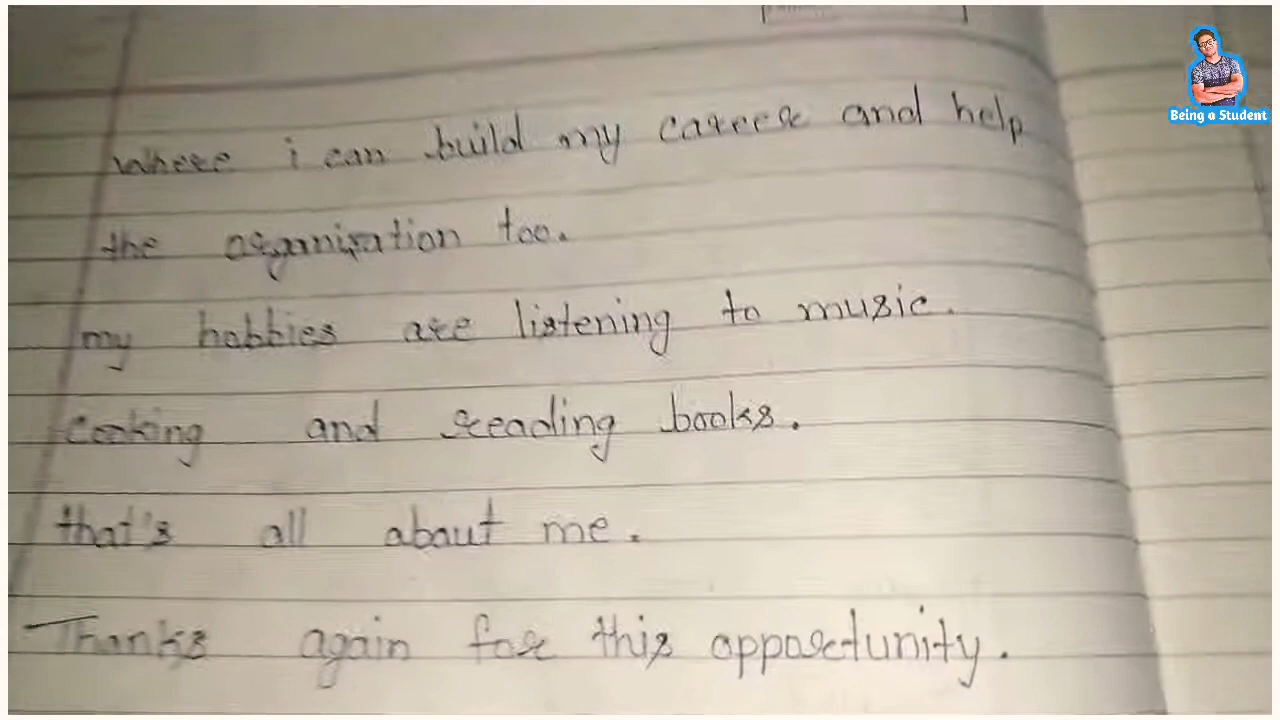 Being a Student
where i can build my career and help
the organization too.
my hobbies are listening to music.
cooking and reading books.
that's all about me.
Thanks again for this opportunity.